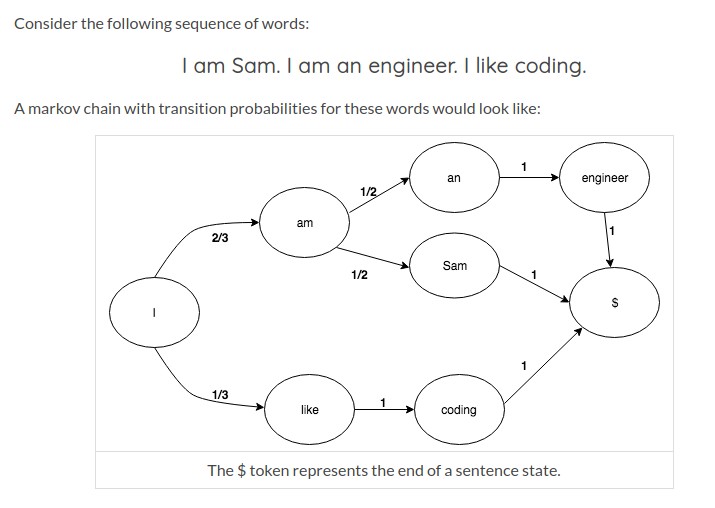 Consider the following sequence of words:
I am Sam. I am an engineer. I like coding.
A markov chain with transition probabilities for these words would look like:
an
1
engineer
1/2
am
2/3
1
Sam
1/2
1
$
I
1
1/3
like
1
coding
The $ token represents the end of a sentence state.